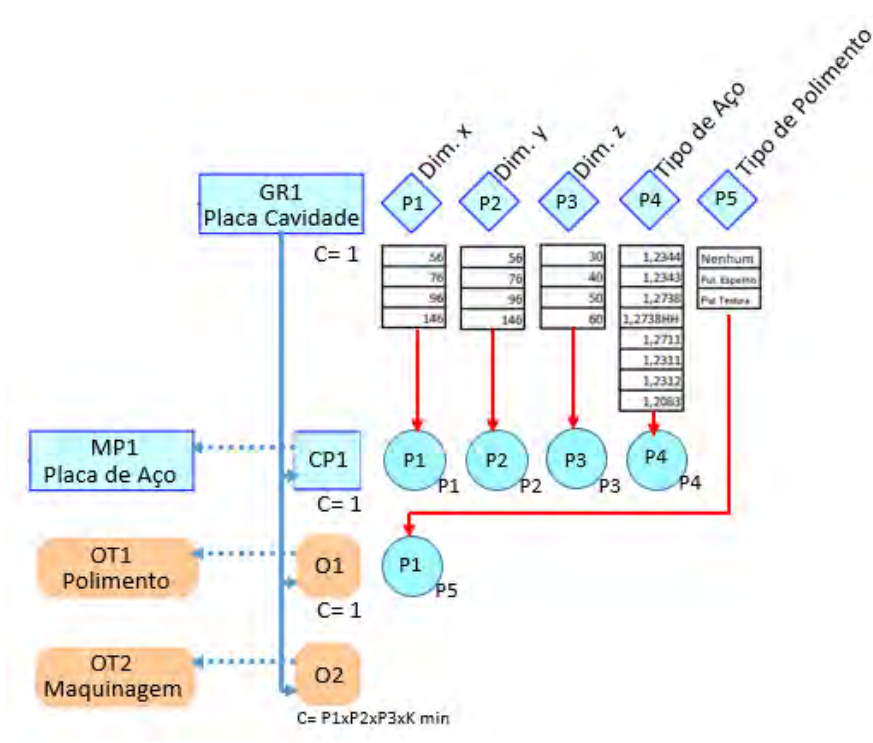 Dim. x
Dim. y
Dim. z
Tipo de Aço
Tipo de Polimento
GR1
Placa Cavidade
P1
P2
P3
P4
P5
C= 1
56
76
96
146
56
76
96
146
30
40
50
60
1,2344
1,2343
1,2738
1,2738HH
1,2711
1,2311
1,2312
1,2083
Nenhum
Pol. Espelho
Pol Textura
MP1
Placa de Aço
CP1
P1
P1
P2
P2
P3
P3
P4
P4
C= 1
OT1
Polimento
O1
P1
P5
C= 1
OT2
Maquinagem
O2
C= P1xP2xP3xK min